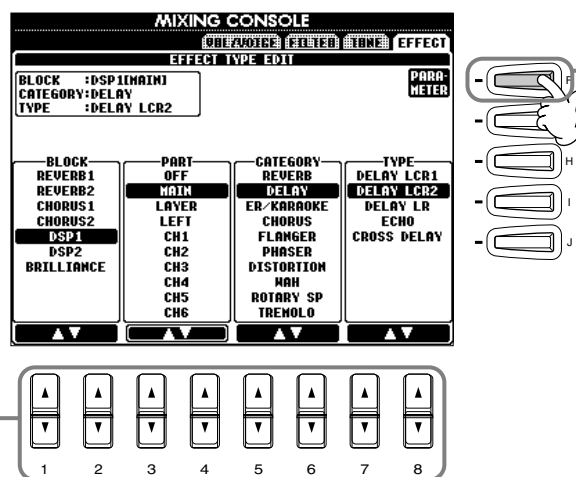 MIXING CONSOLE
VOL/VOICE FILTER TUNE EFFECT
EFFECT TYPE EDIT
BLOCK :DSP1[MAIN]
CATEGORY:DELAY
TYPE :DELAY LCR2
PARA-
METER
BLOCK
REVERB1
REVERB2
CHORUS1
CHORUS2
DSP1
DSP2
BRILLIANCE
PART
OFF
MAIN
LAYER
LEFT
CH1
CH2
CH3
CH4
CH5
CH6
CATEGORY
REVERB
DELAY
ER/KARAOKE
CHORUS
FLANGER
PHASER
DISTORTION
WAH
ROTARY SP
TREMOLO
TYPE
DELAY LCR1
DELAY LCR2
DELAY LR
ECHO
CROSS DELAY
F
H
I
J
1 2 3 4 5 6 7 8